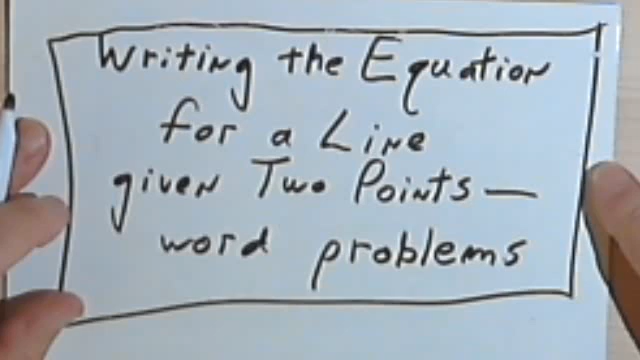 Writing the Equation
for a Line
given Two Points —
word problems